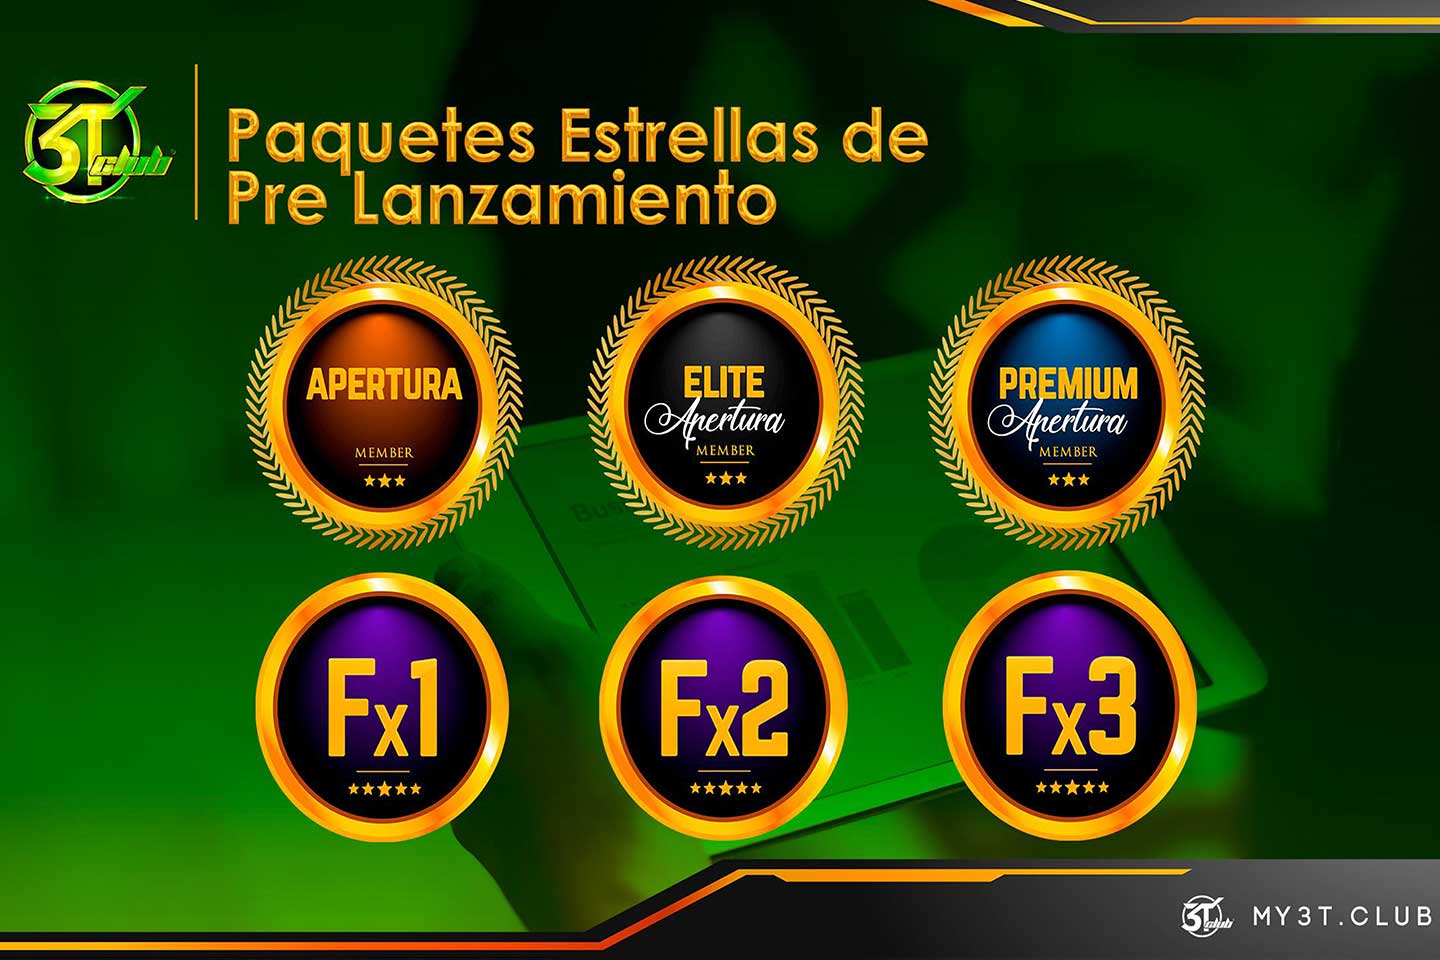 3T club
Paquetes Estrellas de
Pre Lanzamiento
APERTURA
MEMBER
ELITE
Apertura
MEMBER
PREMIUM
Apertura
MEMBER
Fx1
Fx2
Fx3
3T club
MY3T.CLUB